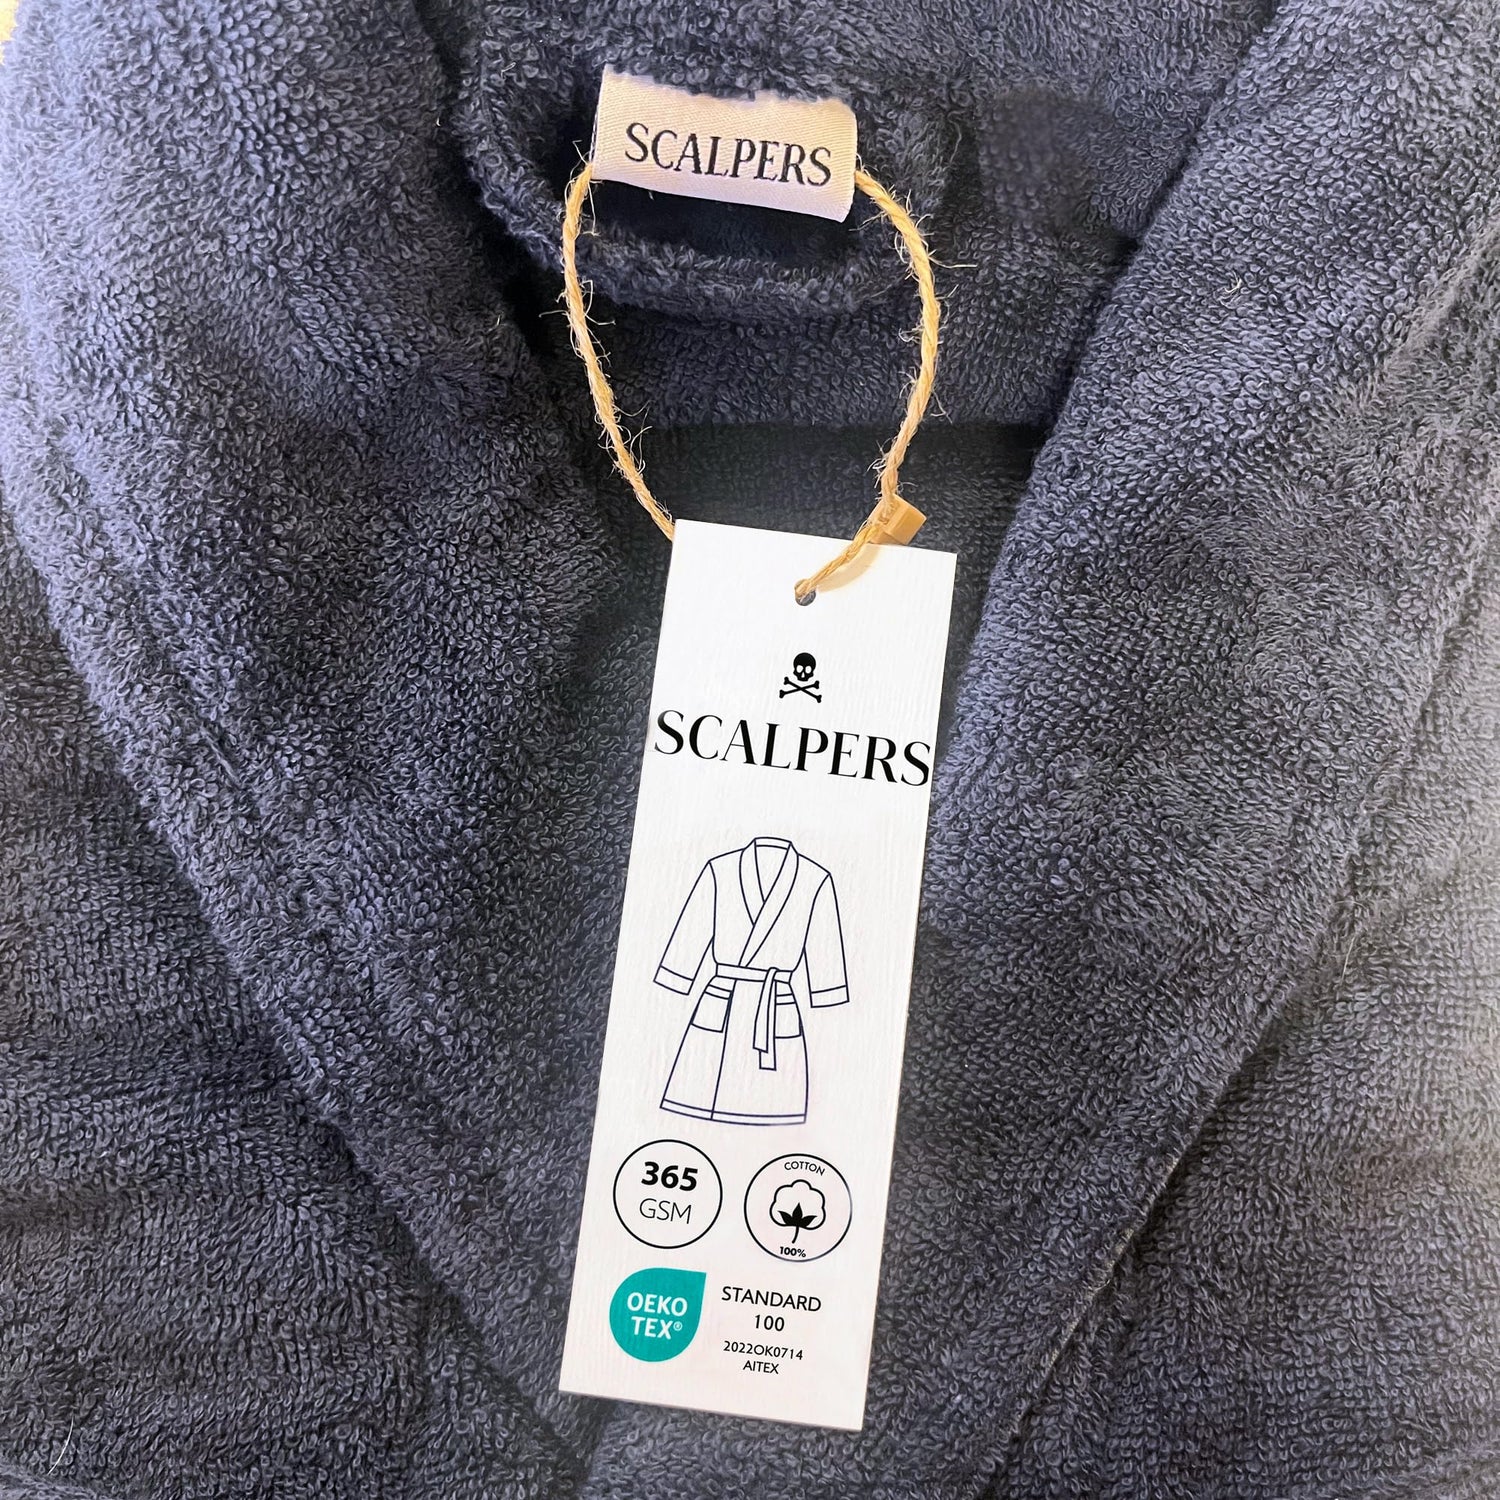 SCALPERS
SCALPERS
365
GSM
COTTON
100%
OEKO
TEX®
STANDARD
100
2022OK0714
AITEX